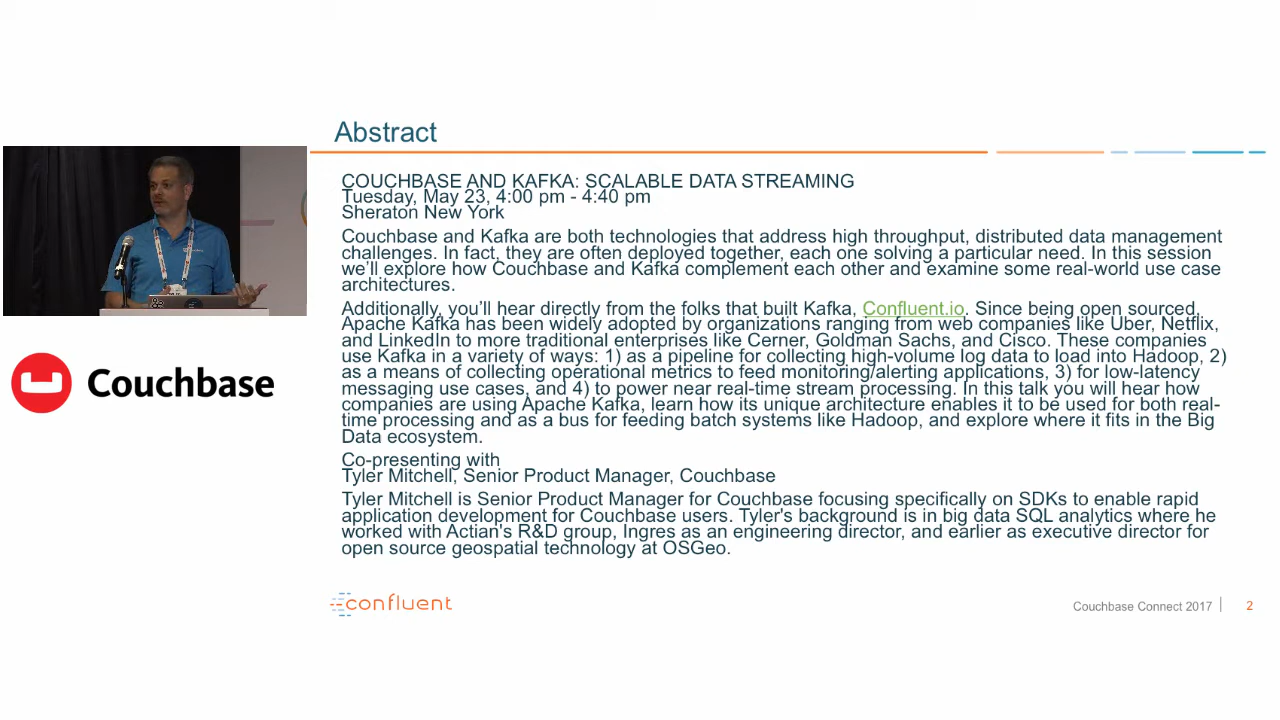 Abstract
COUCHBASE AND KAFKA: SCALABLE DATA STREAMING
Tuesday, May 23, 4:00 pm - 4:40 pm
Sheraton New York
Couchbase and Kafka are both technologies that address high throughput, distributed data management
challenges. In fact, they are often deployed together, each one solving a particular need. In this session
we'll explore how Couchbase and Kafka complement each other and examine some real-world use case
architectures.
Additionally, you'll hear directly from the folks that built Kafka, Confluent.io. Since being open sourced,
Apache Kafka has been widely adopted by organizations ranging from web companies like Uber, Netflix,
and LinkedIn to more traditional enterprises like Cerner, Goldman Sachs, and Cisco. These companies
use Kafka in a variety of ways: 1) as a pipeline for collecting high-volume log data to load into Hadoop, 2)
as a means of collecting operational metrics to feed monitoring/alerting applications, 3) for low-latency
messaging use cases, and 4) to power near real-time stream processing. In this talk you will hear how
companies are using Apache Kafka, learn how its unique architecture enables it to be used for both real-
time processing and as a bus for feeding batch systems like Hadoop, and explore where it fits in the Big
Data ecosystem.
Co-presenting with
Tyler Mitchell, Senior Product Manager, Couchbase
Tyler Mitchell is Senior Product Manager for Couchbase focusing specifically on SDKs to enable rapid
application development for Couchbase users. Tyler's background is in big data SQL analytics where he
worked with Actian's R&D group, Ingres as an engineering director, and earlier as executive director for
open source geospatial technology at OSGeo.
Couchbase
confluent
Couchbase Connect 2017 | 2